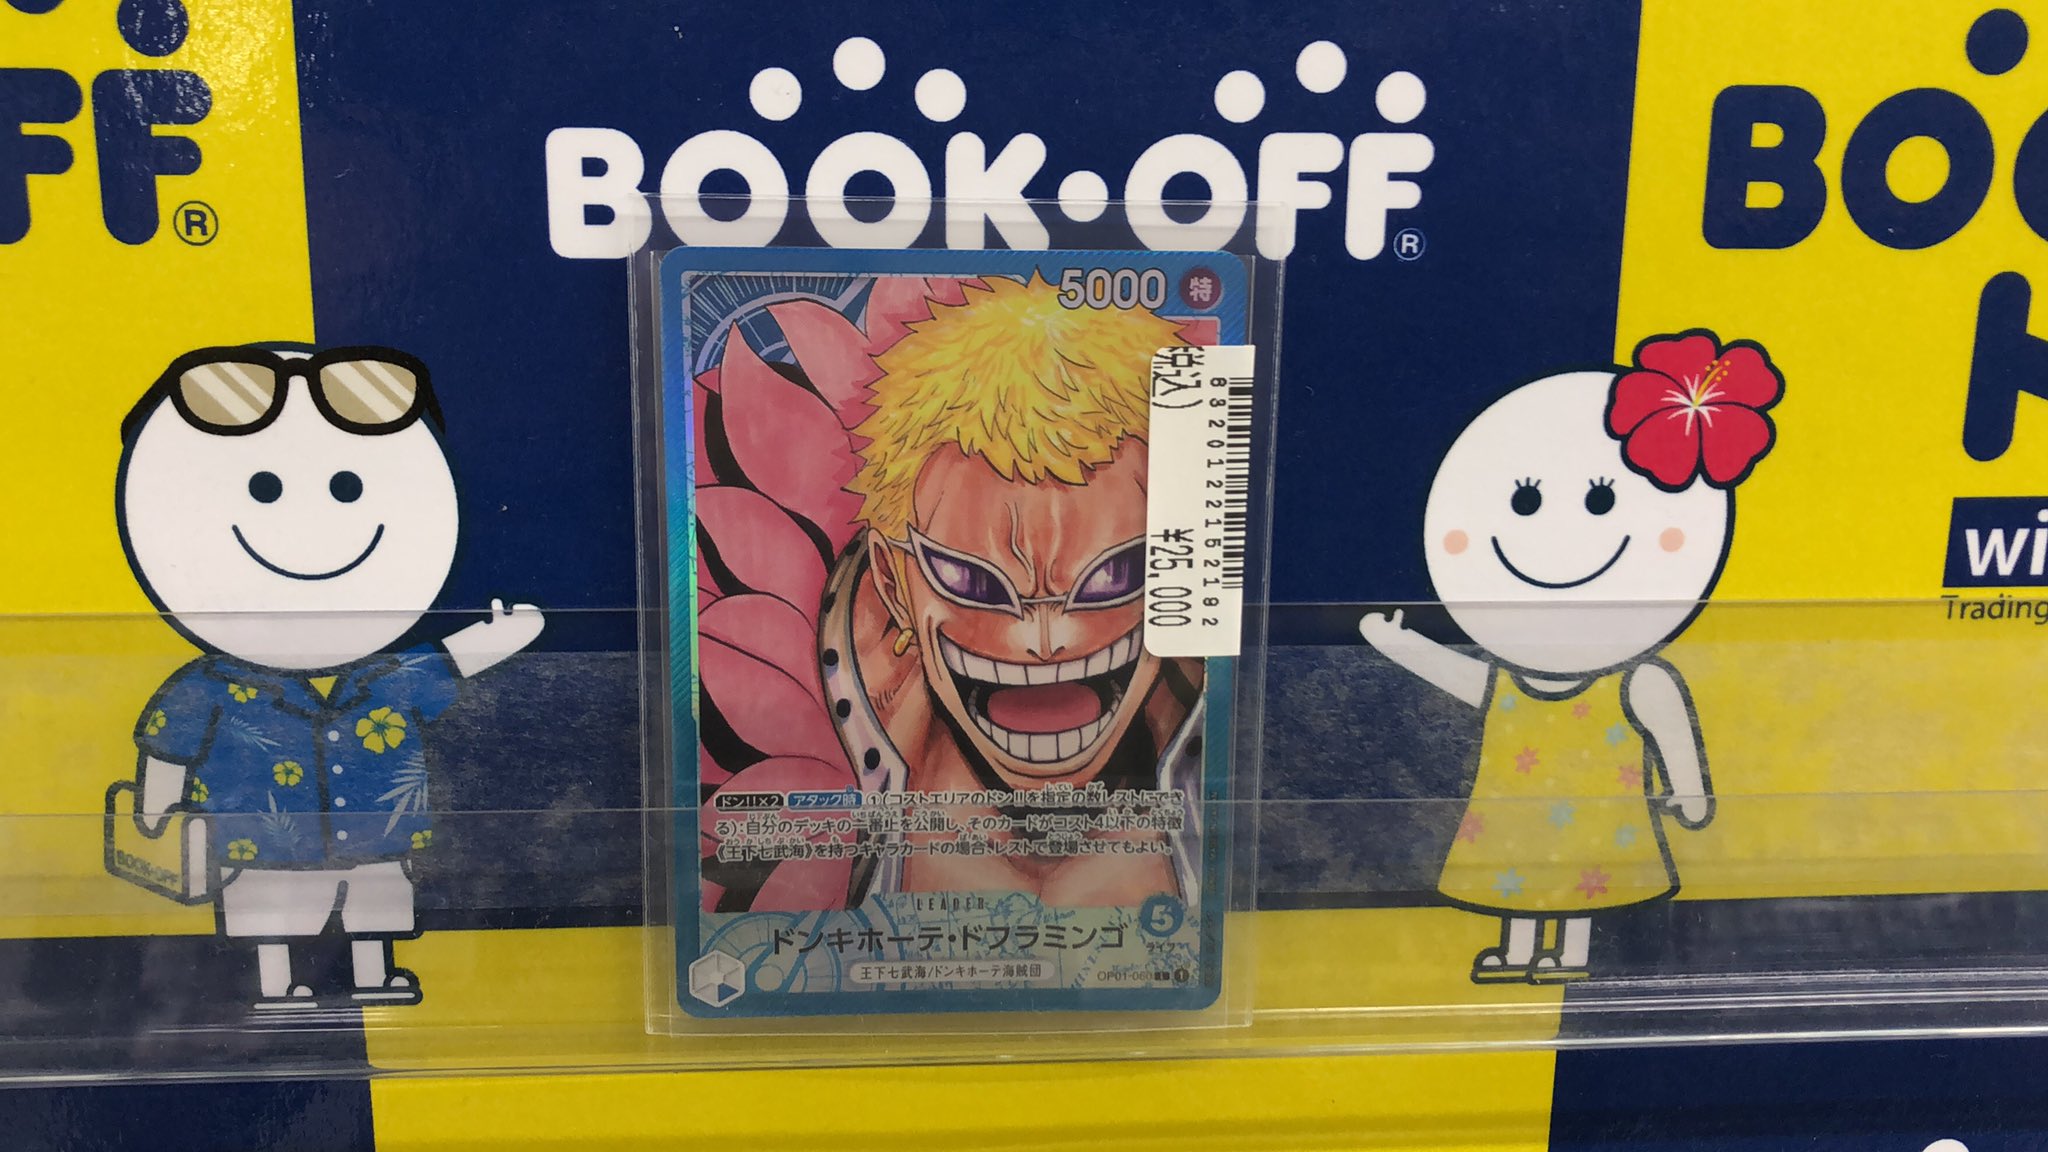 BOOK·OFF®
FF®
BO
H
Wi
Trading
5000 特
(税込)
8320122152192
¥25,000
ドン!!×2 アタック時 ①(コストエリアのドン!!を指定の数レストにでき
る):自分のデッキの一番上を公開し、そのカードがコスト4以下の特徴
《王下七武海》を持つキャラカードの場合、レストで登場させてもよい。
LEADER
5
ライフ
ドンキホーテ・ドフラミンゴ
王下七武海/ドンキホーテ海賊団
OP01-060 L 1
BOOK·OFF